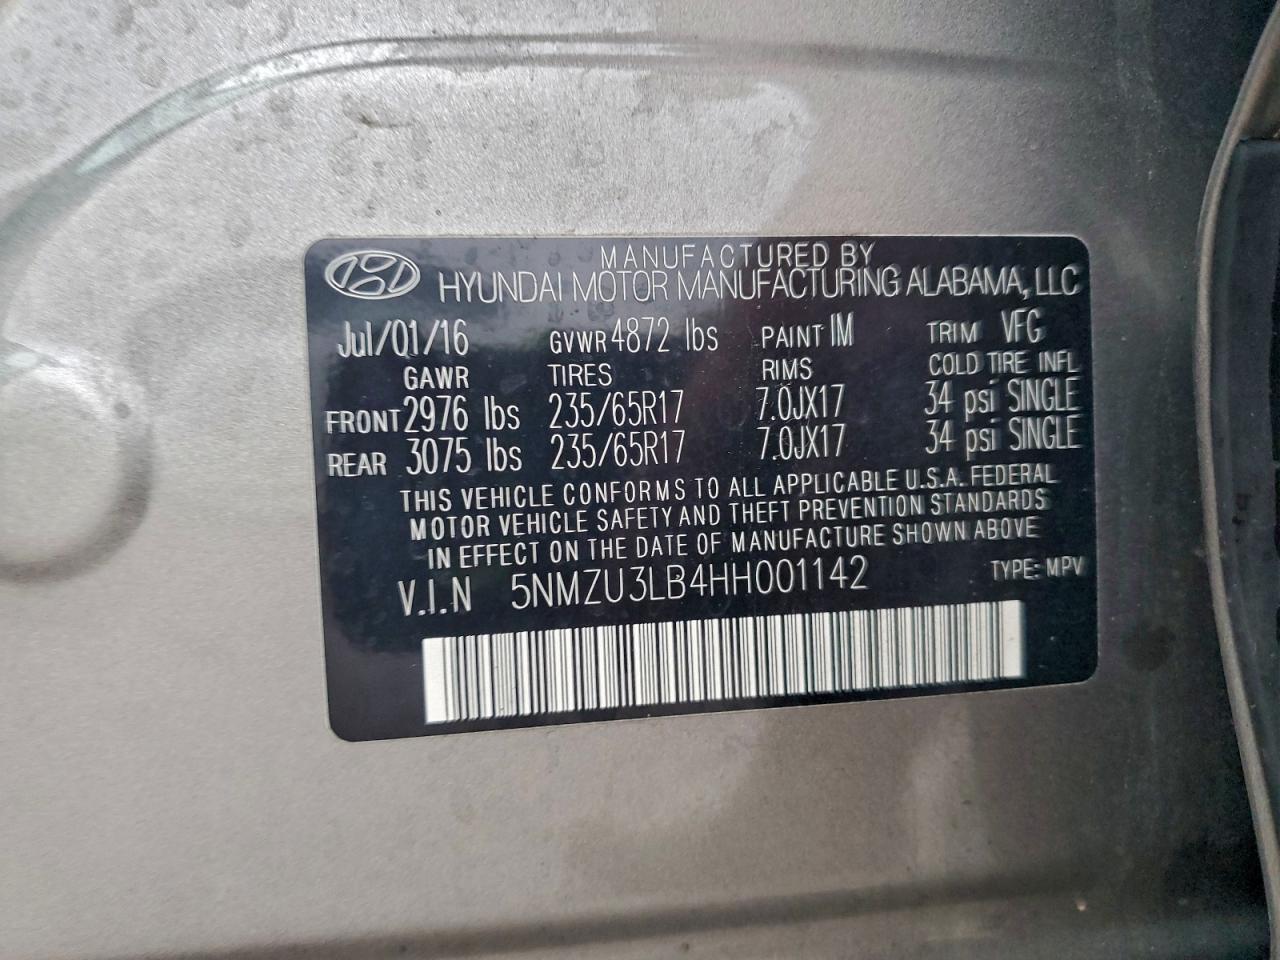 MANUFACTURED BY
HYUNDAI MOTOR MANUFACTURING ALABAMA, LLC
Jul/01/16 GVWR 4872 lbs PAINT IM TRIM VFG
GAWR TIRES RIMS COLD TIRE INFL
FRONT 2976 lbs 235/65R17 7.0JX17 34 psi SINGLE
REAR 3075 lbs 235/65R17 7.0JX17 34 psi SINGLE
THIS VEHICLE CONFORMS TO ALL APPLICABLE U.S.A. FEDERAL
MOTOR VEHICLE SAFETY AND THEFT PREVENTION STANDARDS
IN EFFECT ON THE DATE OF MANUFACTURE SHOWN ABOVE
V.I.N 5NMZU3LB4HH001142 TYPE: MPV